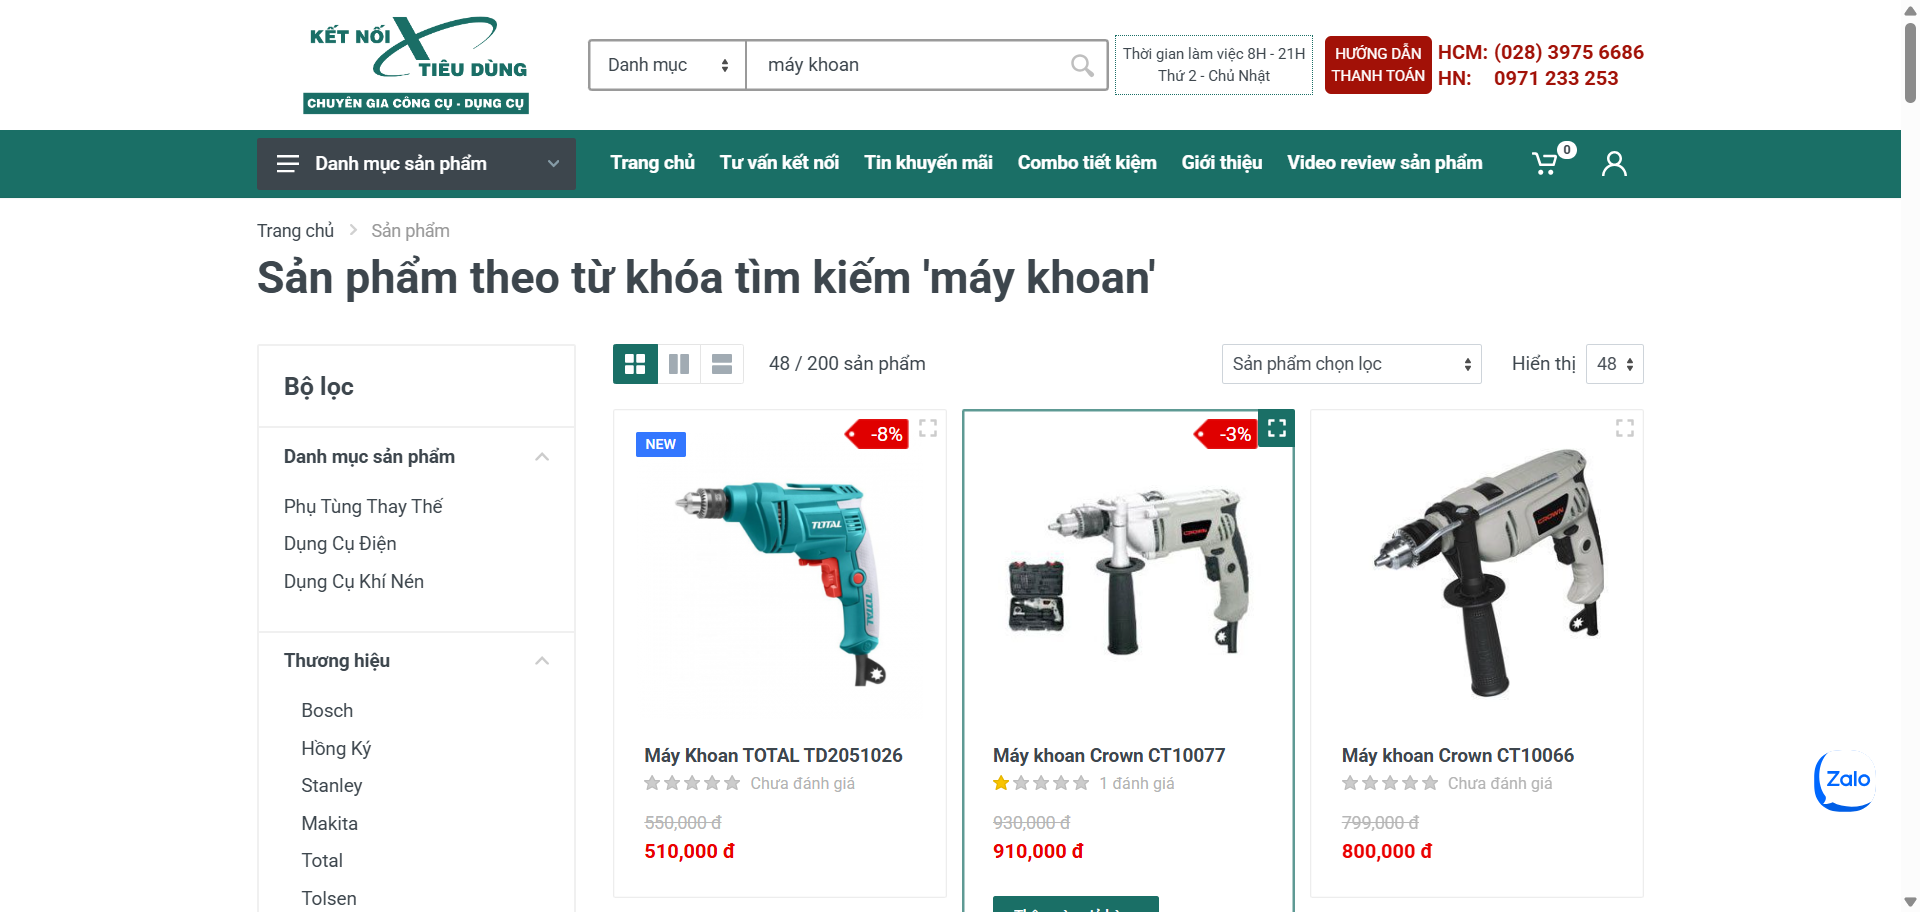 KẾT NỐI
TIÊU DÙNG
CHUYÊN GIA CÔNG CỤ - DỤNG CỤ
Danh mục
máy khoan
Thời gian làm việc 8H - 21H
Thứ 2 - Chủ Nhật
HƯỚNG DẪN
THANH TOÁN
HCM: (028) 3975 6686
HN: 0971 233 253
Danh mục sản phẩm
Trang chủ
Tư vấn kết nối
Tin khuyến mãi
Combo tiết kiệm
Giới thiệu
Video review sản phẩm
0
Trang chủ
Sản phẩm
Sản phẩm theo từ khóa tìm kiếm 'máy khoan'
Bộ lọc
Danh mục sản phẩm
Phụ Tùng Thay Thế
Dụng Cụ Điện
Dụng Cụ Khí Nén
Thương hiệu
Bosch
Hồng Ký
Stanley
Makita
Total
Tolsen
48 / 200 sản phẩm
Sản phẩm chọn lọc
Hiển thị
48
NEW
-8%
TOTAL
TOTAL
Máy Khoan TOTAL TD2051026
Chưa đánh giá
550,000 đ
510,000 đ
-3%
CROWN
Máy khoan Crown CT10077
1 đánh giá
930,000 đ
910,000 đ
CROWN
Máy khoan Crown CT10066
Chưa đánh giá
799,000 đ
800,000 đ
Zalo